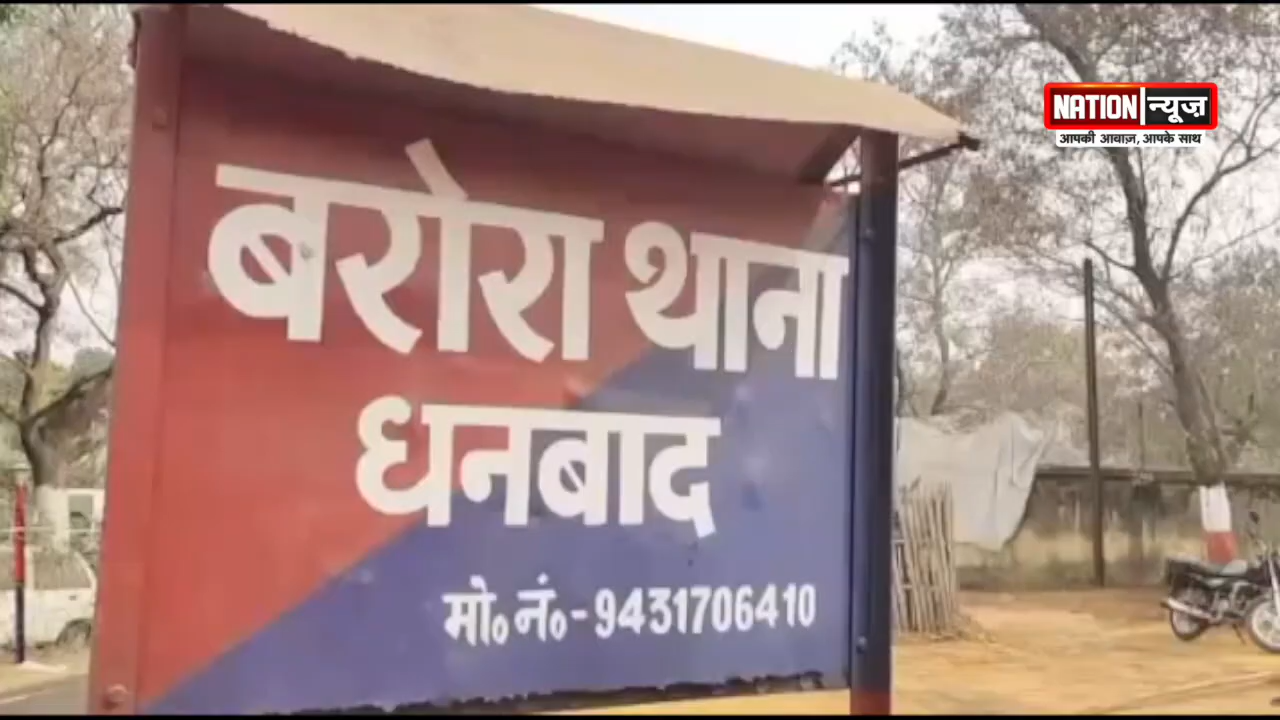 NATION न्यूज़
आपकी आवाज़, आपके साथ
बरोरा थाना
धनबाद
मो० नं०-9431706410